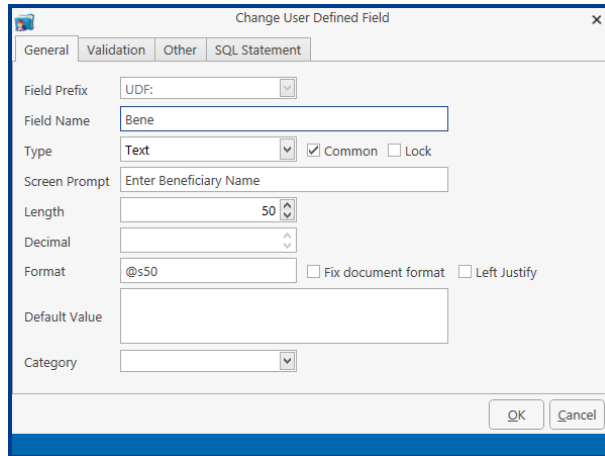 Change User Defined Field
General Validation Other SQL Statement
Field Prefix UDF:
Field Name Bene
Type Text Common Lock
Screen Prompt Enter Beneficiary Name
Length 50
Decimal
Format @s50 Fix document format Left Justify
Default Value
Category
OK Cancel